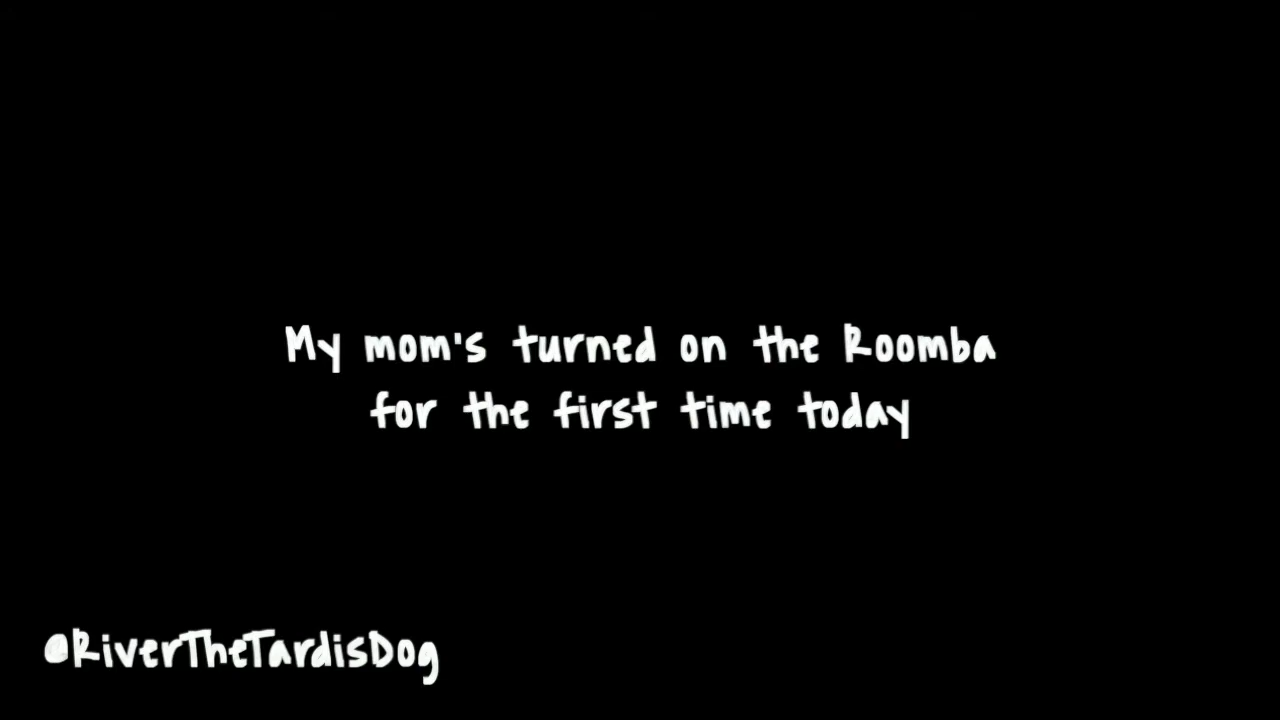 My mom's turned on the Roomba
for the first time today
@RiverTheTardisDog